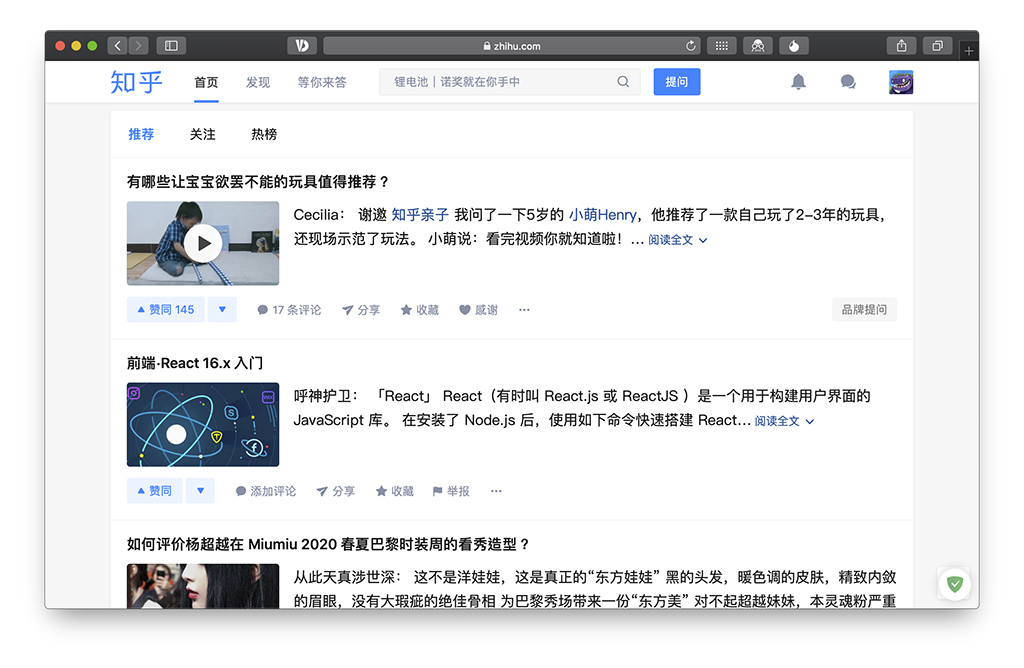 zhihu.com
知乎 首页 发现 等你来答 锂电池｜诺奖就在你手中 提问
推荐 关注 热榜
有哪些让宝宝欲罢不能的玩具值得推荐？
Cecilia： 谢邀 知乎亲子 我问了一下5岁的 小萌Henry，他推荐了一款自己玩了2-3年的玩具，
还现场示范了玩法。 小萌说：看完视频你就知道啦！… 阅读全文
赞同 145 17 条评论 分享 收藏 感谢 品牌提问
前端·React 16.x 入门
呼神护卫： 「React」 React（有时叫 React.js 或 ReactJS ）是一个用于构建用户界面的
JavaScript 库。 在安装了 Node.js 后，使用如下命令快速搭建 React… 阅读全文
赞同 添加评论 分享 收藏 举报
如何评价杨超越在 Miumiu 2020 春夏巴黎时装周的看秀造型？
从此天真涉世深： 这不是洋娃娃，这是真正的“东方娃娃” 黑的头发，暖色调的皮肤，精致内敛
的眉眼，没有大瑕疵的绝佳骨相 为巴黎秀场带来一份“东方美” 对不起超越妹妹，本灵魂粉严重